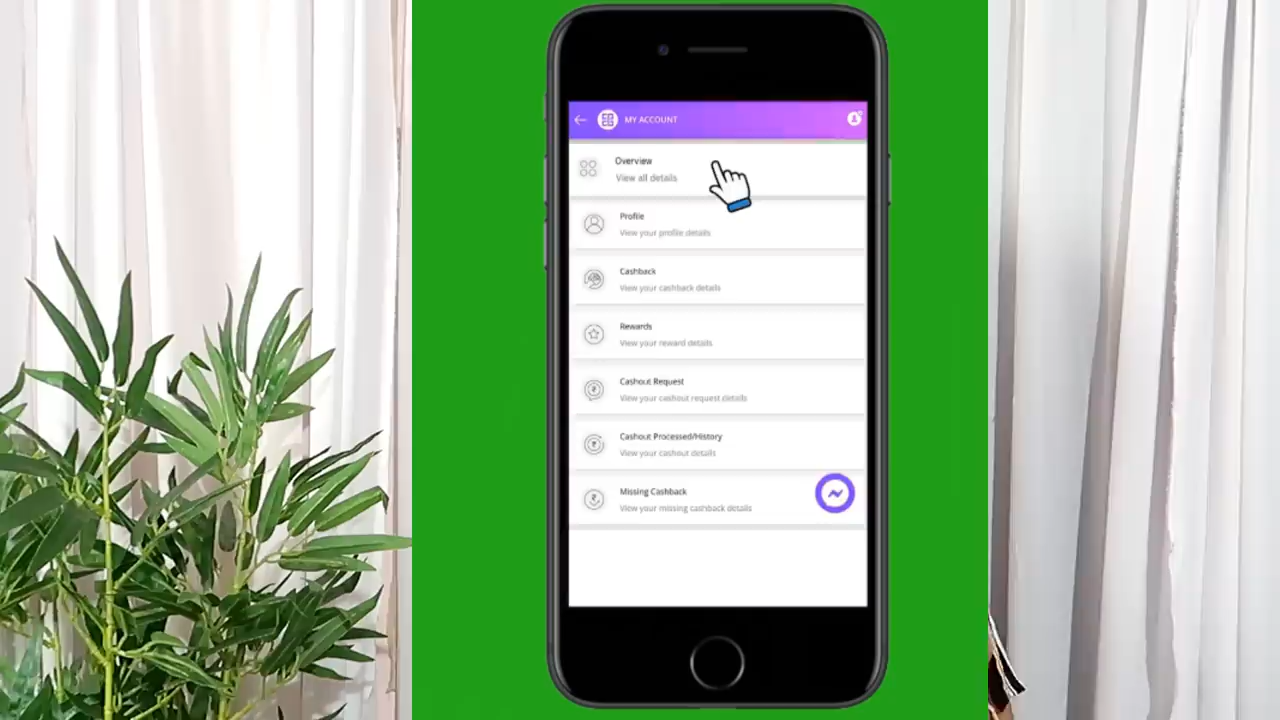 MY ACCOUNT
Overview
View all details
Profile
View your profile details
Cashback
View your cashback details
Rewards
View your reward details
Cashout Request
View your cashout request details
Cashout Processed/History
View your cashout details
Missing Cashback
View your missing cashback details